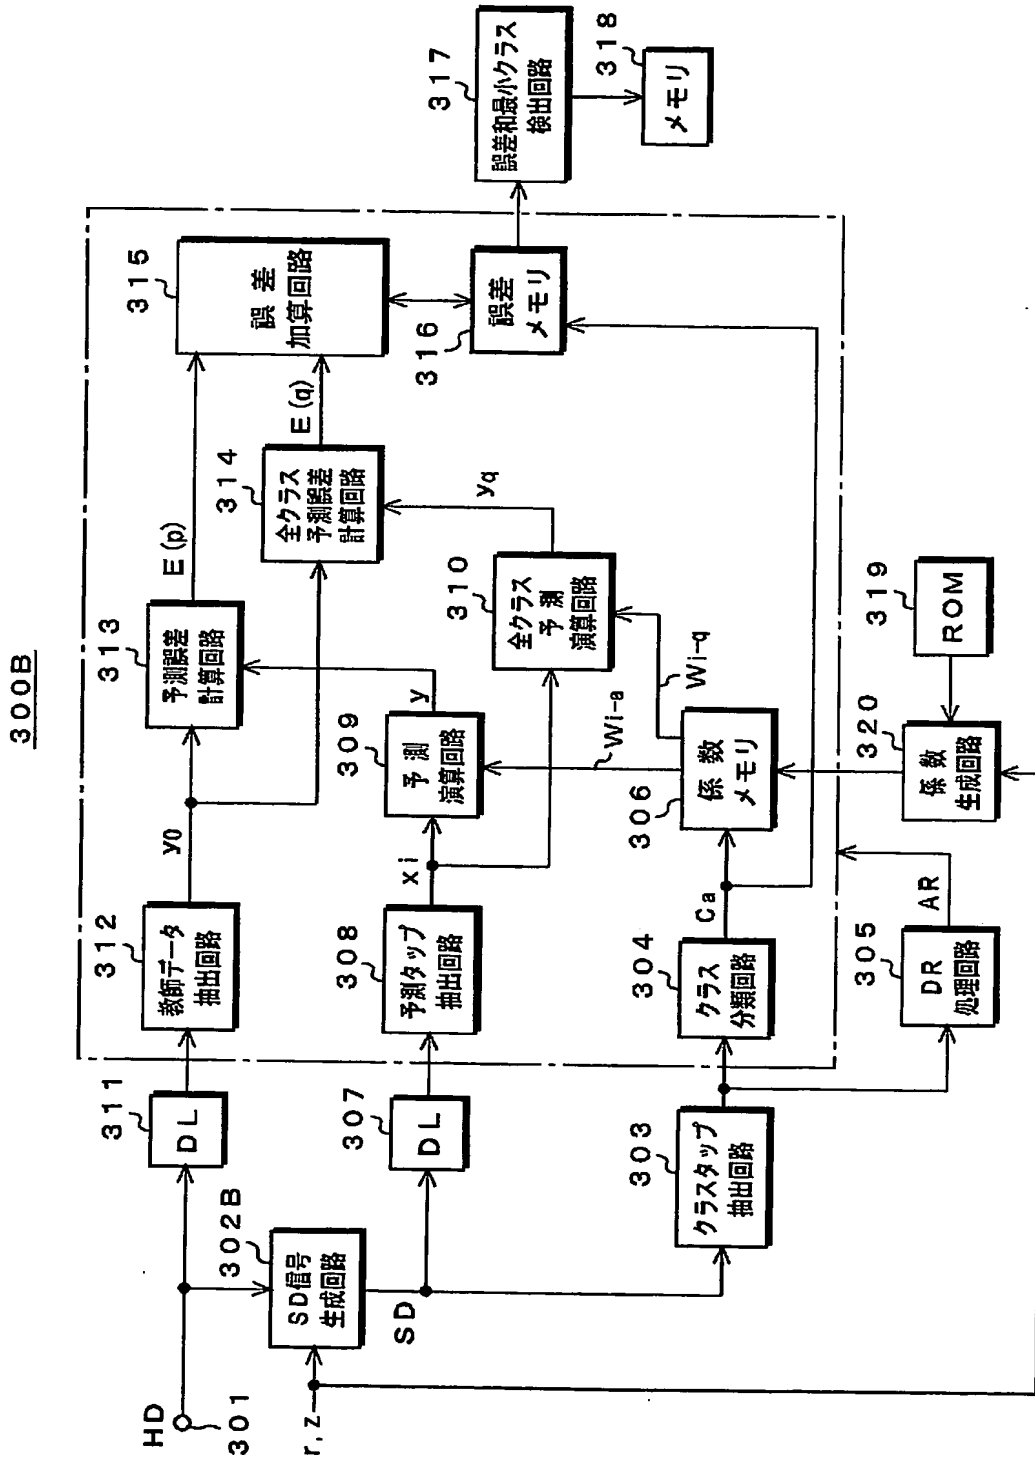 300B
HD
301
r,z
302B
SD信号
生成回路
SD
311
DL
307
DL
303
クラスタップ
抽出回路
312
教師データ
抽出回路
y0
308
予測タップ
抽出回路
xi
304
クラス
分類回路
Ca
305
DR
処理回路
AR
313
予測誤差
計算回路
E(p)
309
予測
演算回路
y
Wi-a
306
係数
メモリ
Wi-q
320
係数
生成回路
319
ROM
310
全クラス
予測
演算回路
yq
314
全クラス
予測誤差
計算回路
E(q)
315
誤差
加算回路
316
誤差
メモリ
317
誤差和最小クラス
検出回路
318
メモリ